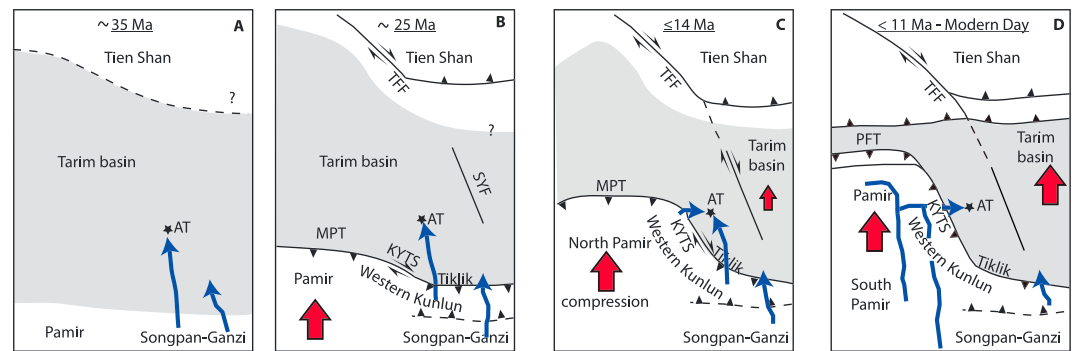 ~ 35 Ma
A
Tien Shan
?
Tarim basin
AT
Pamir
Songpan-Ganzi
~ 25 Ma
B
Tien Shan
TFF
?
Tarim basin
SYF
AT
MPT
KYTS
Tiklik
Pamir
Western Kunlun
Songpan-Ganzi
≤14 Ma
C
Tien Shan
TFF
Tarim
basin
MPT
AT
KYTS
North Pamir
Tiklik
Western Kunlun
compression
Songpan-Ganzi
< 11 Ma – Modern Day
D
Tien Shan
TFF
PFT
Tarim
basin
Pamir
KYTS
AT
Western Kunlun
Tiklik
South
Pamir
Songpan-Ganzi